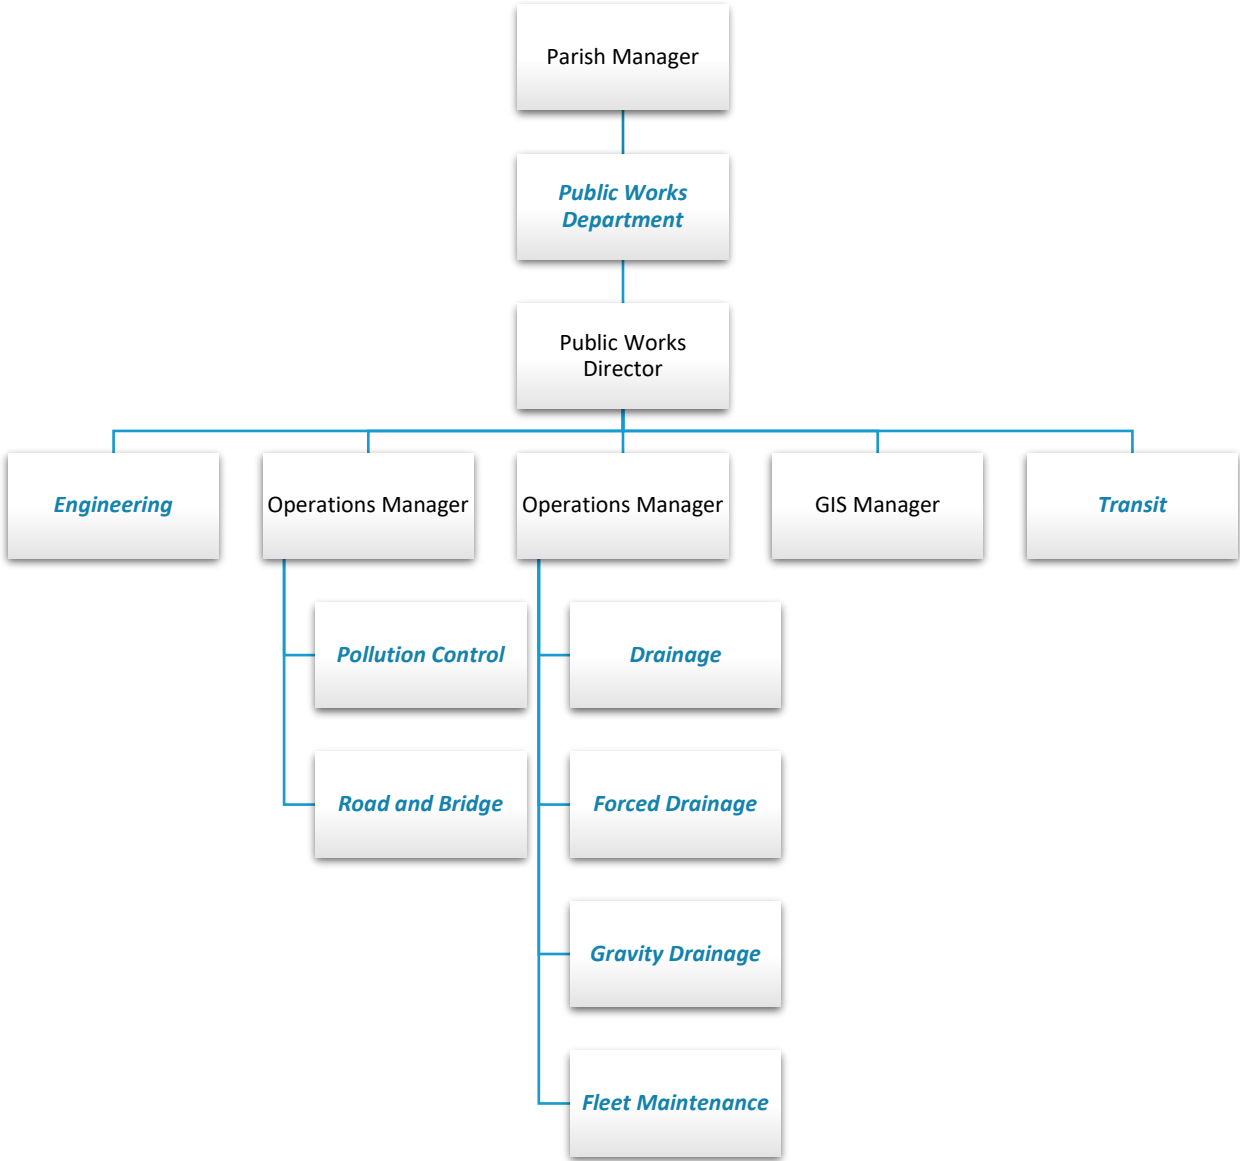 Parish Manager
Public Works
Department
Public Works
Director
Engineering
Operations Manager
Operations Manager
GIS Manager
Transit
Pollution Control
Drainage
Road and Bridge
Forced Drainage
Gravity Drainage
Fleet Maintenance